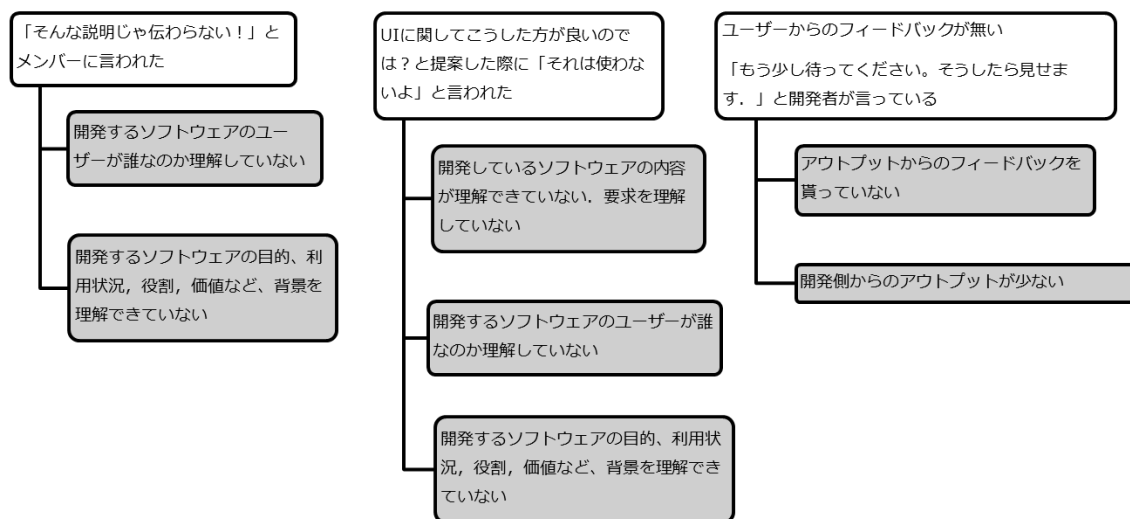 「そんな説明じゃ伝わらない！」と
メンバーに言われた
開発するソフトウェアのユー
ザーが誰なのか理解していない
開発するソフトウェアの目的、利
用状況，役割，価値など、背景を
理解できていない
UIに関してこうした方が良いので
は？と提案した際に「それは使わな
いよ」と言われた
開発しているソフトウェアの内容
が理解できていない．要求を理解
していない
開発するソフトウェアのユーザーが誰
なのか理解していない
開発するソフトウェアの目的、利用状
況，役割，価値など、背景を理解でき
ていない
ユーザーからのフィードバックが無い
「もう少し待ってください。そうしたら見せま
す．」と開発者が言っている
アウトプットからのフィードバックを
貰っていない
開発側からのアウトプットが少ない